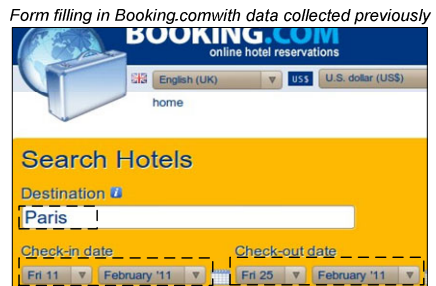 Form filling in Booking.comwith data collected previously
BOOKING.COM
online hotel reservations
English (UK) US$ U.S. dollar (US$)
home
Search Hotels
Destination i
Paris
Check-in date Check-out date
Fri 11 February '11 Fri 25 February '11